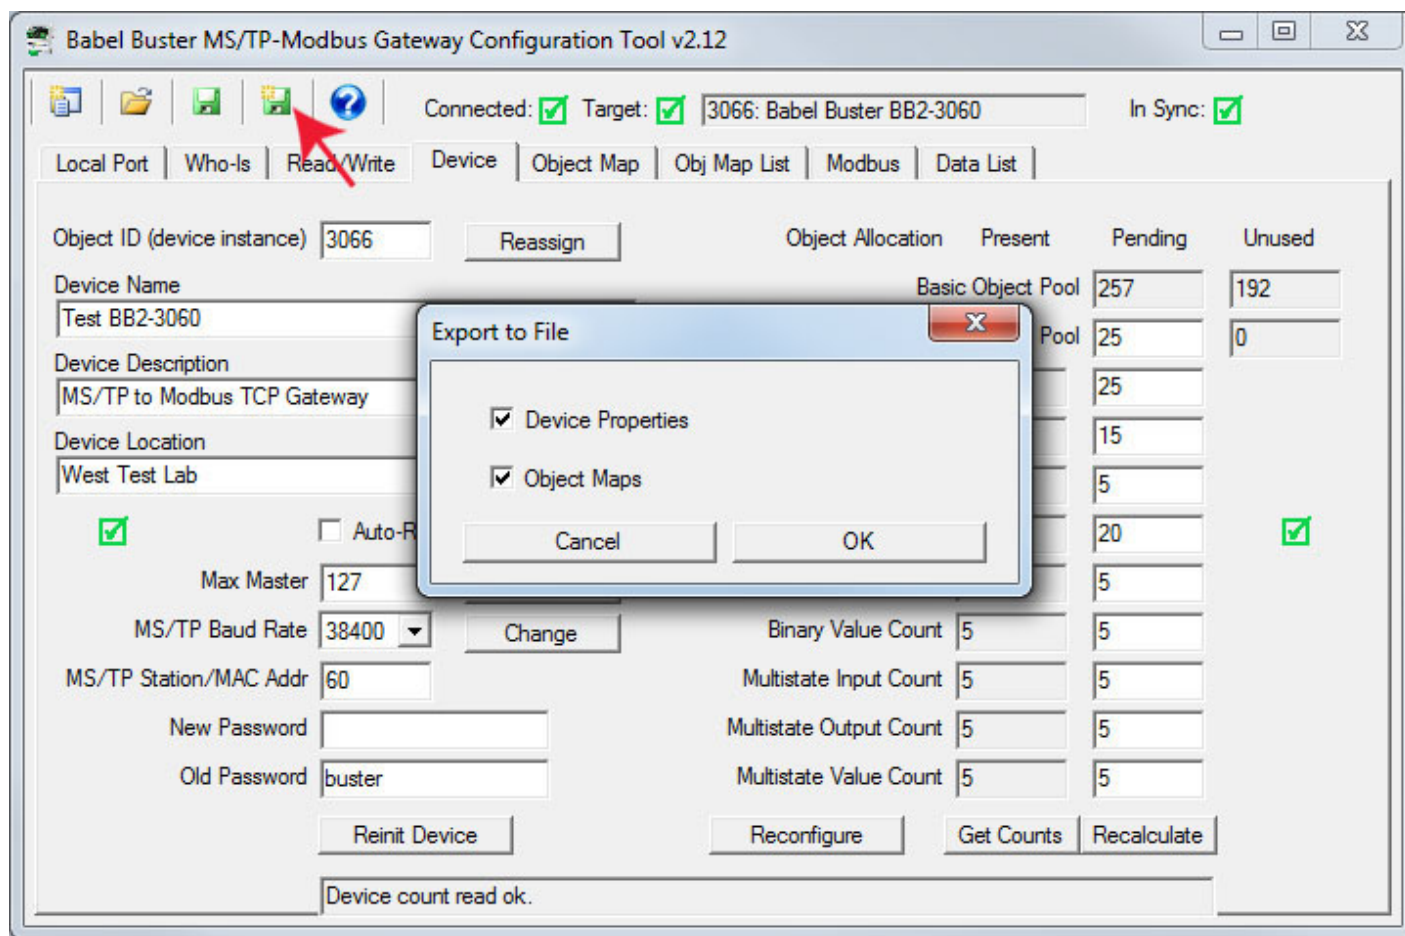 Babel Buster MS/TP-Modbus Gateway Configuration Tool v2.12
Connected: Target: 3066: Babel Buster BB2-3060 In Sync:
Local Port Who-Is Read/Write Device Object Map Obj Map List Modbus Data List
Object ID (device instance) 3066 Reassign Object Allocation Present Pending Unused
Device Name Basic Object Pool 257 192
Test BB2-3060
Export to File
Pool 25 0
Device Description
MS/TP to Modbus TCP Gateway 25
Device Properties
Device Location 15
West Test Lab
Object Maps
5
Auto-R
Cancel OK
20
Max Master 127 5
MS/TP Baud Rate 38400 Change Binary Value Count 5 5
MS/TP Station/MAC Addr 60 Multistate Input Count 5 5
New Password Multistate Output Count 5 5
Old Password buster Multistate Value Count 5 5
Reinit Device Reconfigure Get Counts Recalculate
Device count read ok.